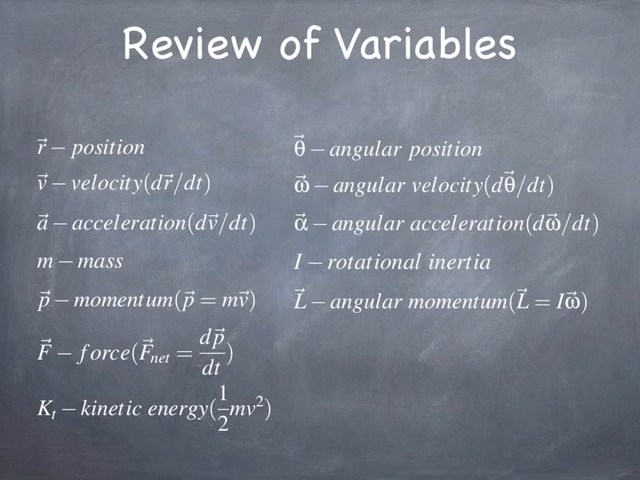 Review of Variables
r⃗ – position
v⃗ – velocity(dr⃗/dt)
a⃗ – acceleration(dv⃗/dt)
m – mass
p⃗ – momentum(p⃗ = mv⃗)
F⃗ – force(F⃗net = dp⃗/dt)
Kt – kinetic energy(1/2 mv²)
θ⃗ – angular position
ω⃗ – angular velocity(dθ⃗/dt)
α⃗ – angular acceleration(dω⃗/dt)
I – rotational inertia
L⃗ – angular momentum(L⃗ = Iω⃗)